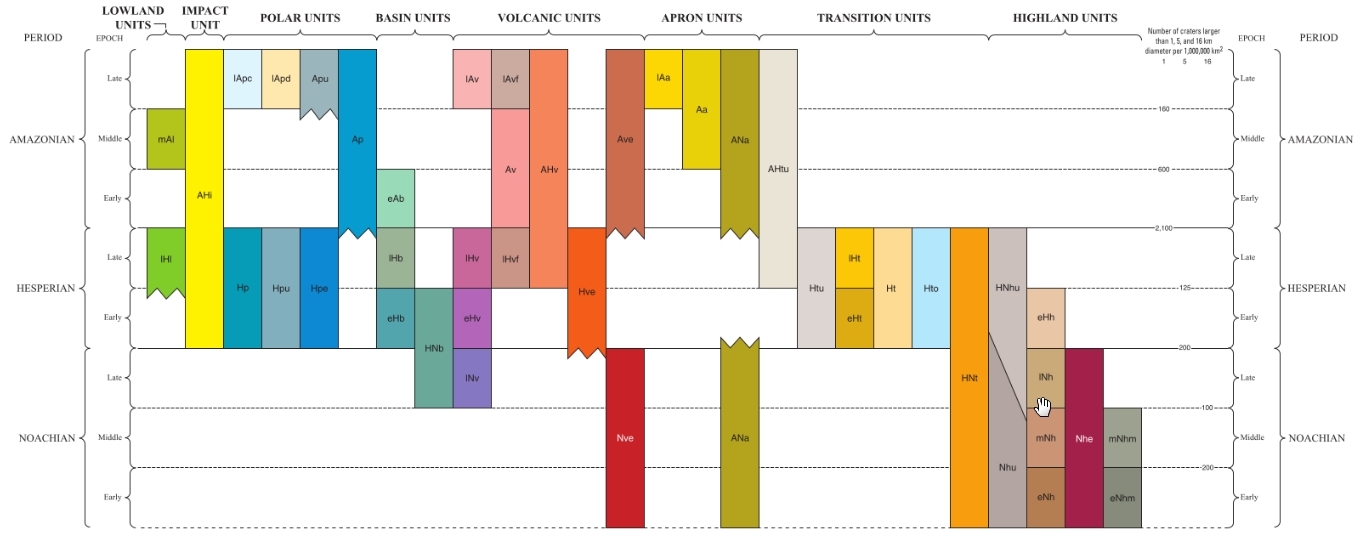 LOWLAND UNITS
IMPACT UNIT
POLAR UNITS
BASIN UNITS
VOLCANIC UNITS
APRON UNITS
TRANSITION UNITS
HIGHLAND UNITS
PERIOD
EPOCH
Number of craters larger
than 1, 5, and 16 km
diameter per 1,000,000 km²
1 5 16
EPOCH
PERIOD
Late
lApc
lApd
Apu
lAv
lAvf
lAa
Late
160
AMAZONIAN
Middle
mAl
Ap
Aa
Ave
ANa
Middle
AMAZONIAN
600
AHi
Av
AHv
AHtu
Early
eAb
Early
2,100
Late
lHl
lHb
lHv
lHvf
lHt
Late
HESPERIAN
Hp
Hpu
Hpe
Hve
Htu
Ht
Hto
HNhu
125
HESPERIAN
Early
eHb
eHv
eHt
eHh
Early
HNb
200
Late
lNv
HNt
lNh
Late
100
NOACHIAN
Middle
Nve
ANa
mNh
Nhe
mNhm
Middle
NOACHIAN
Nhu
200
Early
eNh
eNhm
Early